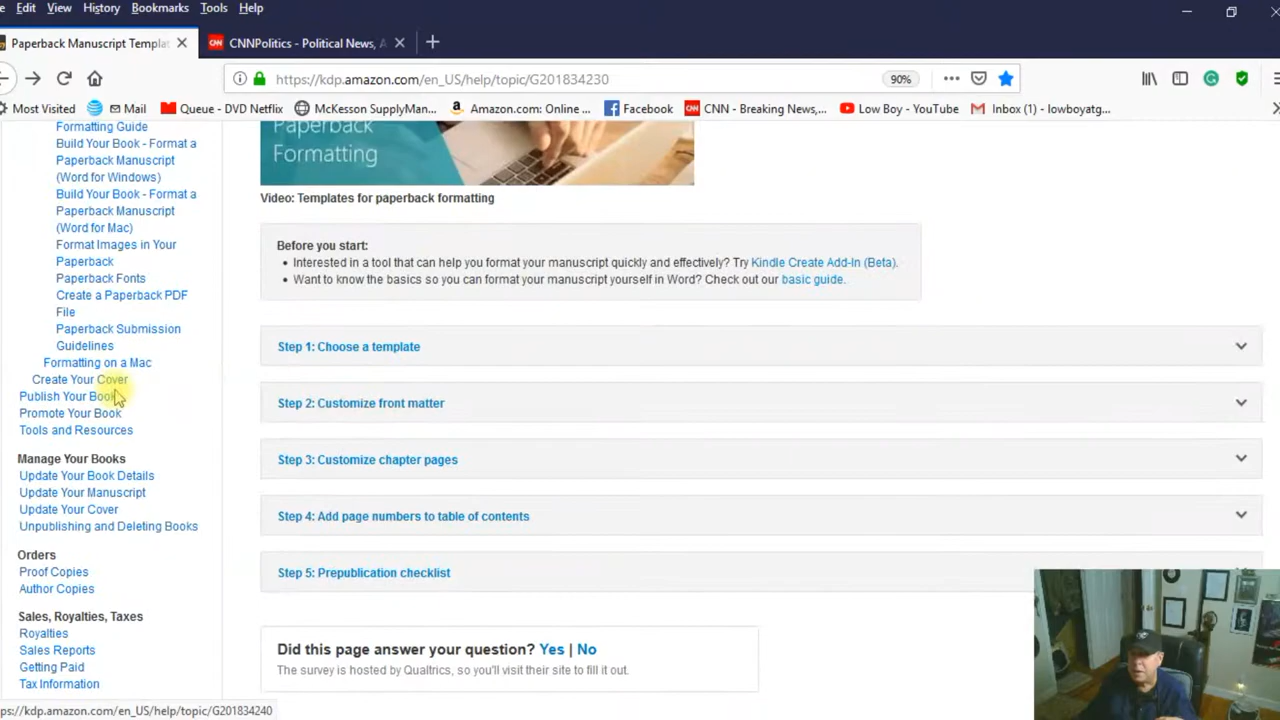 Edit View History Bookmarks Tools Help
Paperback Manuscript Templat
CNNPolitics - Political News, A
https://kdp.amazon.com/en_US/help/topic/G201834230
90%
Most Visited Mail Queue - DVD Netflix McKesson SupplyMan... Amazon.com: Online ... Facebook CNN - Breaking News,... Low Boy - YouTube Inbox (1) - lowboyatg...
Formatting Guide
Build Your Book - Format a
Paperback Manuscript
(Word for Windows)
Build Your Book - Format a
Paperback Manuscript
(Word for Mac)
Format Images in Your
Paperback
Paperback Fonts
Create a Paperback PDF
File
Paperback Submission
Guidelines
Formatting on a Mac
Create Your Cover
Publish Your Book
Promote Your Book
Tools and Resources
Manage Your Books
Update Your Book Details
Update Your Manuscript
Update Your Cover
Unpublishing and Deleting Books
Orders
Proof Copies
Author Copies
Sales, Royalties, Taxes
Royalties
Sales Reports
Getting Paid
Tax Information
Paperback
Formatting
Video: Templates for paperback formatting
Before you start:
• Interested in a tool that can help you format your manuscript quickly and effectively? Try Kindle Create Add-In (Beta).
• Want to know the basics so you can format your manuscript yourself in Word? Check out our basic guide.
Step 1: Choose a template
Step 2: Customize front matter
Step 3: Customize chapter pages
Step 4: Add page numbers to table of contents
Step 5: Prepublication checklist
Did this page answer your question? Yes | No
The survey is hosted by Qualtrics, so you'll visit their site to fill it out.
ps://kdp.amazon.com/en_US/help/topic/G201834240